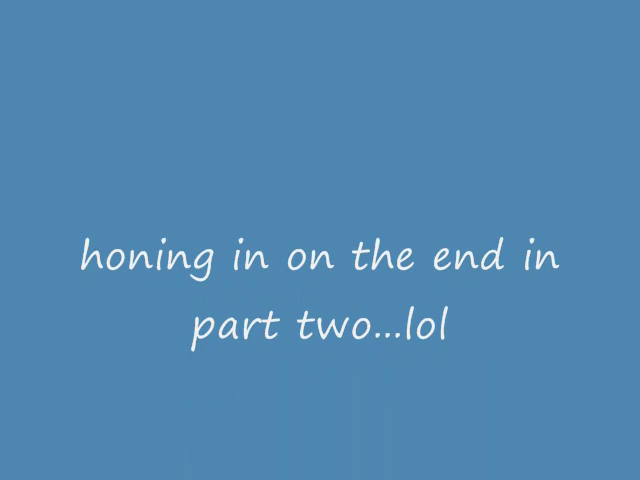 honing in on the end in
part two...lol